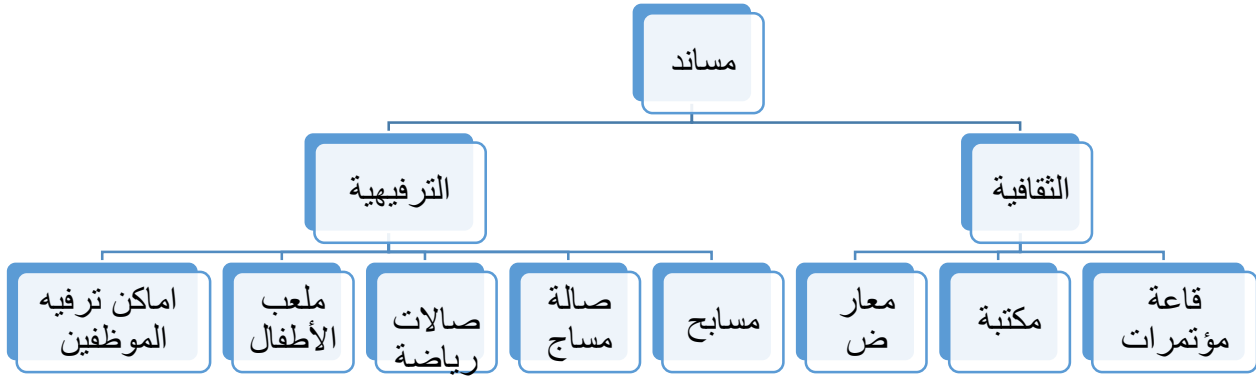 مساند
الثقافية
الترفيهية
قاعة
مؤتمرات
مكتبة
معار
ض
مسابح
صالة
مساج
صالات
رياضة
ملعب
الأطفال
اماكن ترفيه
الموظفين